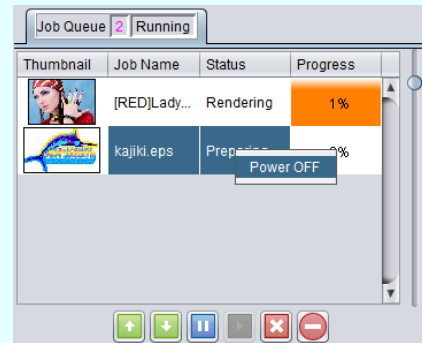 Job Queue 2 Running
Thumbnail Job Name Status Progress
[RED]Lady... Rendering 1%
kajiki.eps
Power OFF